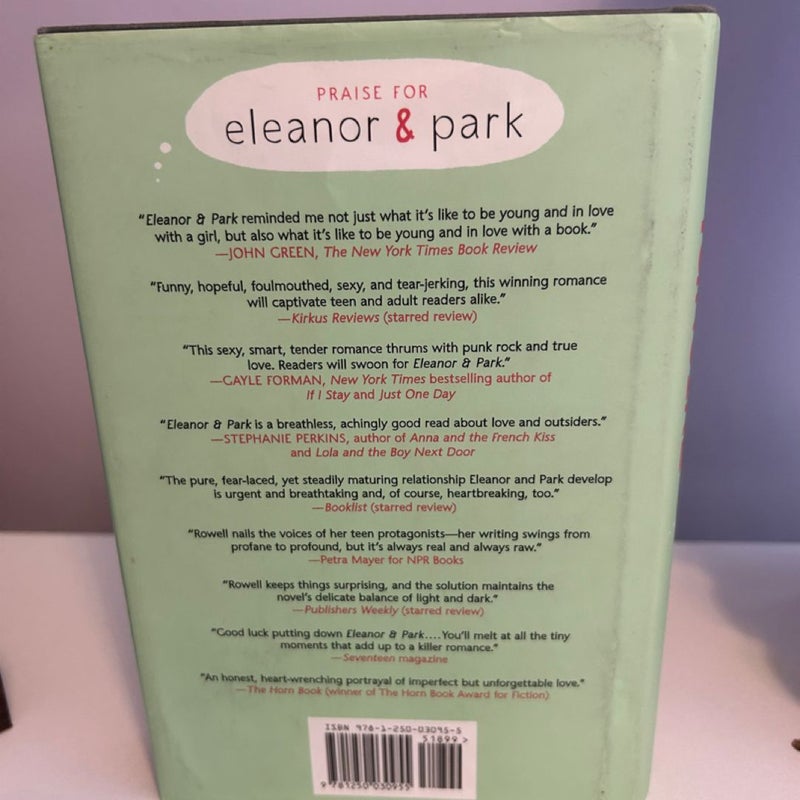 PRAISE FOR
eleanor & park
"Eleanor & Park reminded me not just what it's like to be young and in love
with a girl, but also what it's like to be young and in love with a book."
—JOHN GREEN, The New York Times Book Review
"Funny, hopeful, foulmouthed, sexy, and tear-jerking, this winning romance
will captivate teen and adult readers alike."
—Kirkus Reviews (starred review)
"This sexy, smart, tender romance thrums with punk rock and true
love. Readers will swoon for Eleanor & Park."
—GAYLE FORMAN, New York Times bestselling author of
If I Stay and Just One Day
"Eleanor & Park is a breathless, achingly good read about love and outsiders."
—STEPHANIE PERKINS, author of Anna and the French Kiss
and Lola and the Boy Next Door
"The pure, fear-laced, yet steadily maturing relationship Eleanor and Park develop
is urgent and breathtaking and, of course, heartbreaking, too."
—Booklist (starred review)
"Rowell nails the voices of her teen protagonists—her writing swings from
profane to profound, but it's always real and always raw."
—Petra Mayer for NPR Books
"Rowell keeps things surprising, and the solution maintains the
novel's delicate balance of light and dark."
—Publishers Weekly (starred review)
"Good luck putting down Eleanor & Park....You'll melt at all the tiny
moments that add up to a killer romance."
—Seventeen magazine
"An honest, heart-wrenching portrayal of imperfect but unforgettable love."
—The Horn Book (winner of The Horn Book Award for Fiction)
ISBN 978-1-250-03095-5
51899 >
9 781250 030955